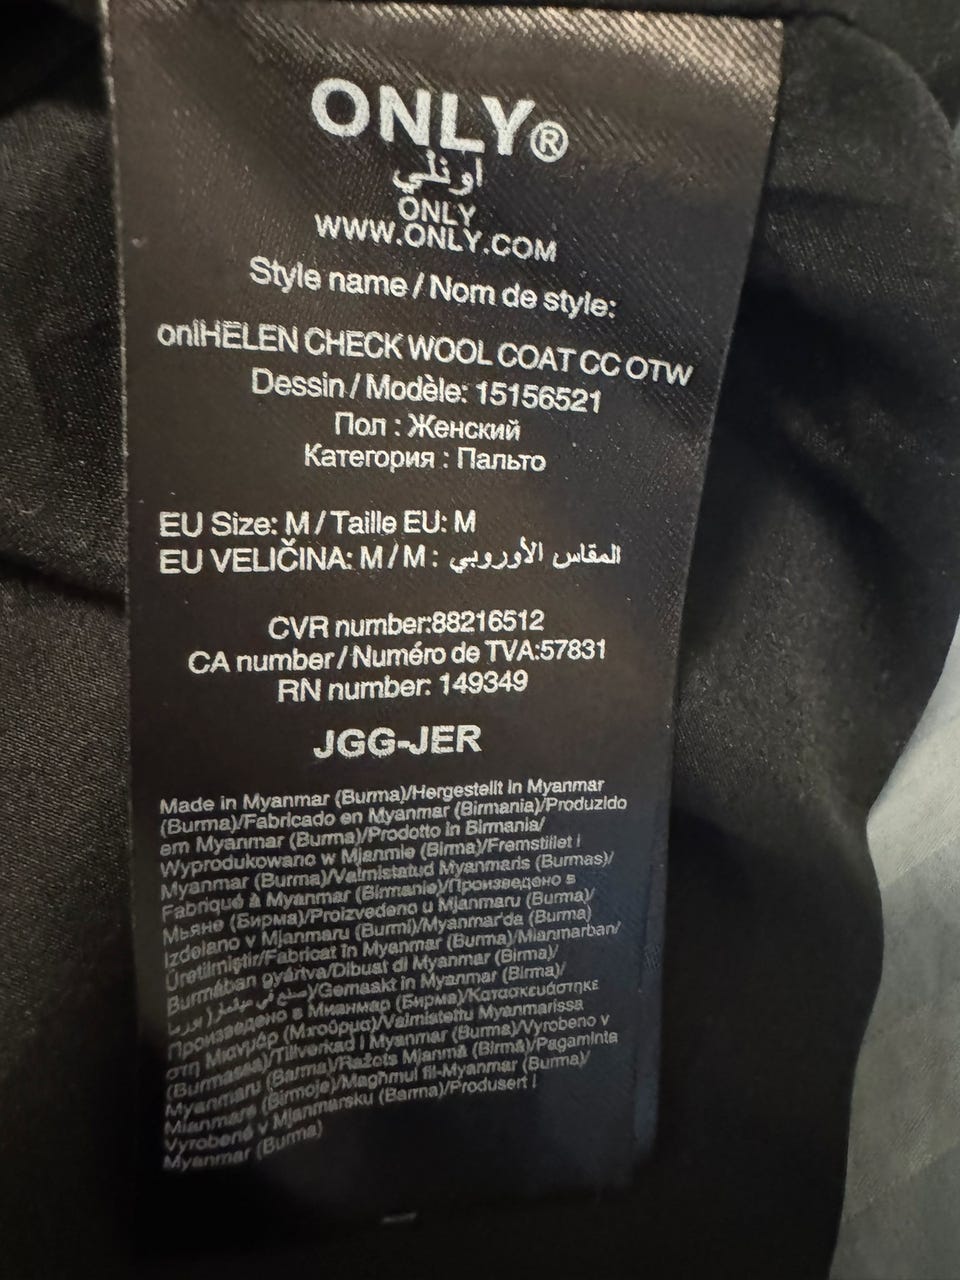 ONLY®
اونلي
ONLY
WWW.ONLY.COM
Style name / Nom de style:
onlHELEN CHECK WOOL COAT CC OTW
Dessin / Modèle: 15156521
Пол : Женский
Категория : Пальто
EU Size: M / Taille EU: M
EU VELIČINA: M / M : المقاس الأوروبي
CVR number:88216512
CA number / Numéro de TVA:57831
RN number: 149349
JGG-JER
Made in Myanmar (Burma)/Hergestellt in Myanmar
(Burma)/Fabricado en Myanmar (Birmania)/Produzido
em Myanmar (Burma)/Prodotto in Birmania/
Wyprodukowano w Mjanmie (Birma)/Fremstillet i
Myanmar (Burma)/Valmistatud Myanmaris (Burmas)/
Fabriqué à Myanmar (Birmanie)/Произведено в
Мьяне (Бирма)/Proizvedeno u Mjanmaru (Burma)/
Izdelano v Mjanmaru (Burmi)/Myanmar'da (Burma)
Üretilmiştir/Fabricat în Myanmar (Burma)/Mianmarban/
Burmában gyártva/Dibuat di Myanmar (Birma)/
صنع في ميانمار ( بورما)/Gemaakt in Myanmar (Birma)/
Произведено в Миaнмар (Бирма)/Κατασκευάστηκε
στη Μιανμάρ (Μπούρμα)/Valmistettu Myanmarissa
(Burmassa)/Tillverkad i Myanmar (Burma)/Vyrobeno v
Myanmaru (Barma)/Ražots Mjanmā (Birmā)/Pagaminta
Mianmare (Birmoje)/Magħmul fil-Myanmar (Burma)/
Vyrobené v Mjanmarsku (Barma)/Produsert i
Myanmar (Burma)